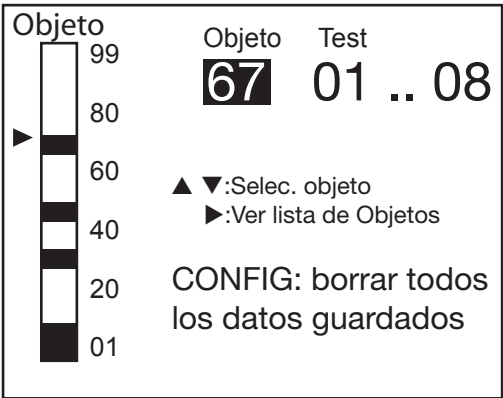 Objeto
99
80
60
40
20
01
Objeto Test
67 01 .. 08
▲ ▼:Selec. objeto
▶:Ver lista de Objetos
CONFIG: borrar todos
los datos guardados